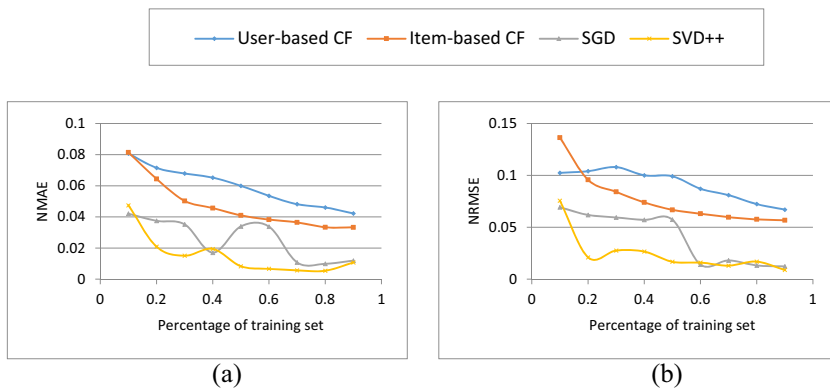 User-based CF Item-based CF SGD SVD++
NMAE
0.1
0.08
0.06
0.04
0.02
0
0 0.2 0.4 0.6 0.8 1
Percentage of training set
(a)
NRMSE
0.15
0.1
0.05
0
0 0.2 0.4 0.6 0.8 1
Percentage of training set
(b)